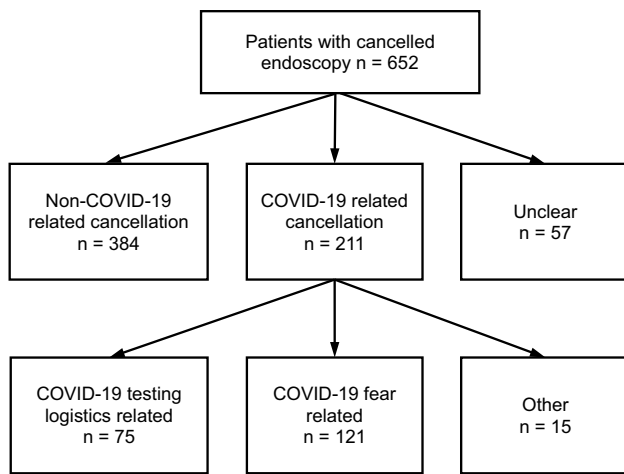 Patients with cancelled
endoscopy n = 652
Non-COVID-19
related cancellation
n = 384
COVID-19 related
cancellation
n = 211
Unclear
n = 57
COVID-19 testing
logistics related
n = 75
COVID-19 fear
related
n = 121
Other
n = 15